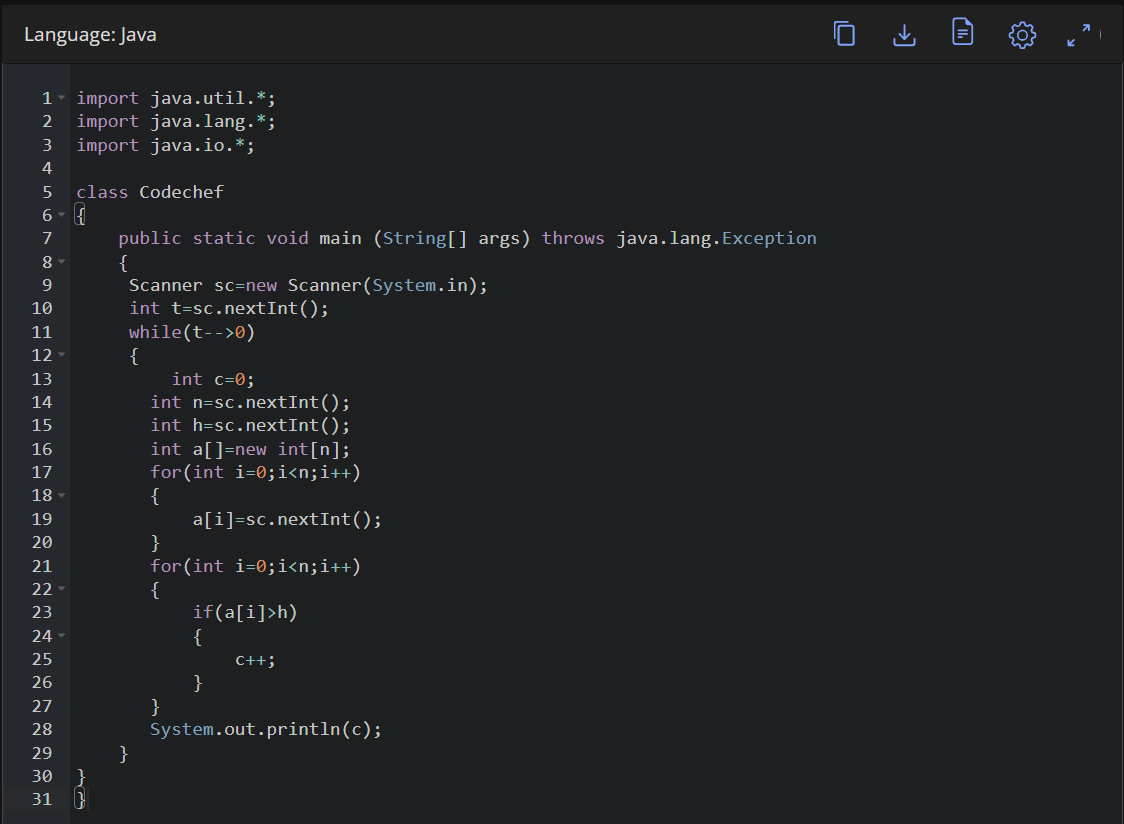 Language: Java
1 import java.util.*;
2 import java.lang.*;
3 import java.io.*;
4
5 class Codechef
6 {
7     public static void main (String[] args) throws java.lang.Exception
8     {
9      Scanner sc=new Scanner(System.in);
10      int t=sc.nextInt();
11      while(t-->0)
12      {
13          int c=0;
14        int n=sc.nextInt();
15        int h=sc.nextInt();
16        int a[]=new int[n];
17        for(int i=0;i<n;i++)
18        {
19            a[i]=sc.nextInt();
20        }
21        for(int i=0;i<n;i++)
22        {
23            if(a[i]>h)
24            {
25                c++;
26            }
27        }
28        System.out.println(c);
29     }
30 }
31 }